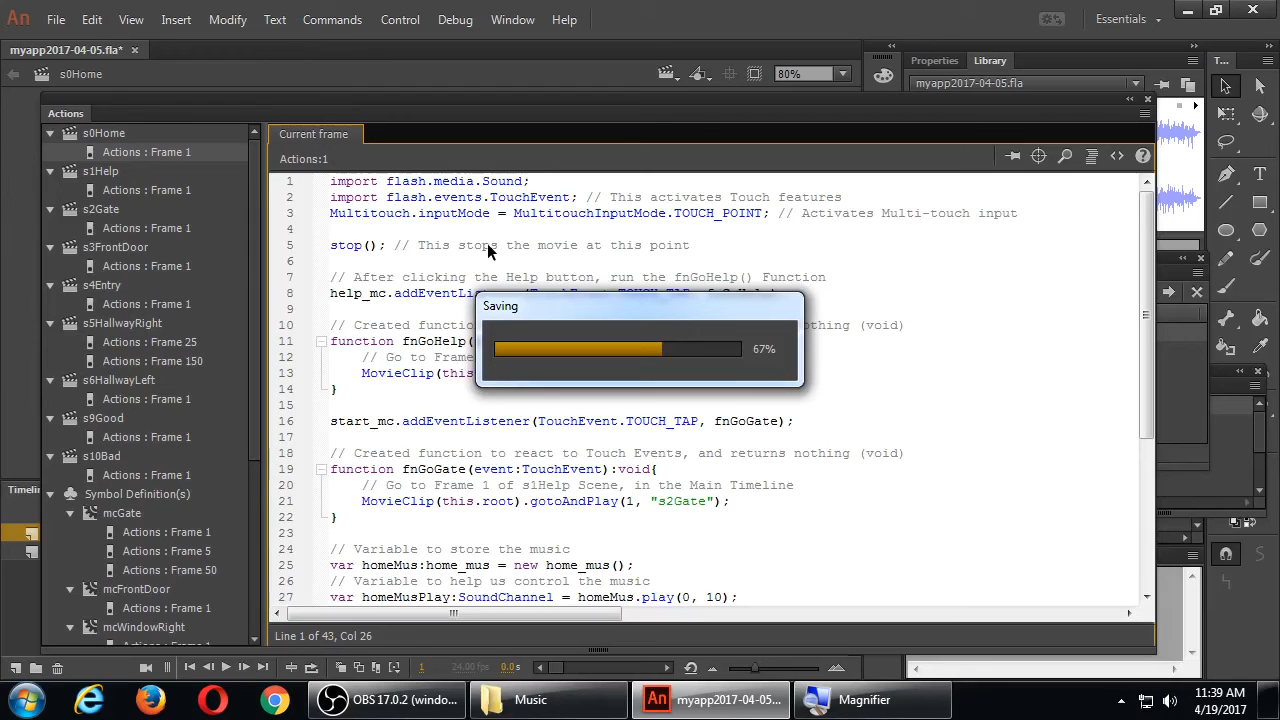 An File Edit View Insert Modify Text Commands Control Debug Window Help Essentials
myapp2017-04-05.fla* ×
s0Home 80%
Properties Library T...
myapp2017-04-05.fla
Actions
Current frame
Actions:1
s0Home
Actions : Frame 1
s1Help
Actions : Frame 1
s2Gate
Actions : Frame 1
s3FrontDoor
Actions : Frame 1
s4Entry
Actions : Frame 1
s5HallwayRight
Actions : Frame 25
Actions : Frame 150
s6HallwayLeft
Actions : Frame 1
s9Good
Actions : Frame 1
s10Bad
Actions : Frame 1
Symbol Definition(s)
mcGate
Actions : Frame 1
Actions : Frame 5
Actions : Frame 50
mcFrontDoor
Actions : Frame 1
mcWindowRight
1 import flash.media.Sound;
2 import flash.events.TouchEvent; // This activates Touch features
3 Multitouch.inputMode = MultitouchInputMode.TOUCH_POINT; // Activates Multi-touch input
4
5 stop(); // This stops the movie at this point
6
7 // After clicking the Help button, run the fnGoHelp() Function
8 help_mc.addEventLis
9
10 // Created functio nothing (void)
11 function fnGoHelp(
12 // Go to Frame
13 MovieClip(this
14 }
15
16 start_mc.addEventListener(TouchEvent.TOUCH_TAP, fnGoGate);
17
18 // Created function to react to Touch Events, and returns nothing (void)
19 function fnGoGate(event:TouchEvent):void{
20 // Go to Frame 1 of s1Help Scene, in the Main Timeline
21 MovieClip(this.root).gotoAndPlay(1, "s2Gate");
22 }
23
24 // Variable to store the music
25 var homeMus:home_mus = new home_mus();
26 // Variable to help us control the music
27 var homeMusPlay:SoundChannel = homeMus.play(0, 10);
Saving
67%
Line 1 of 43, Col 26
Timelin
1 24.00 fps 0.0s
OBS 17.0.2 (windo... Music An myapp2017-04-05... Magnifier
11:39 AM
4/19/2017